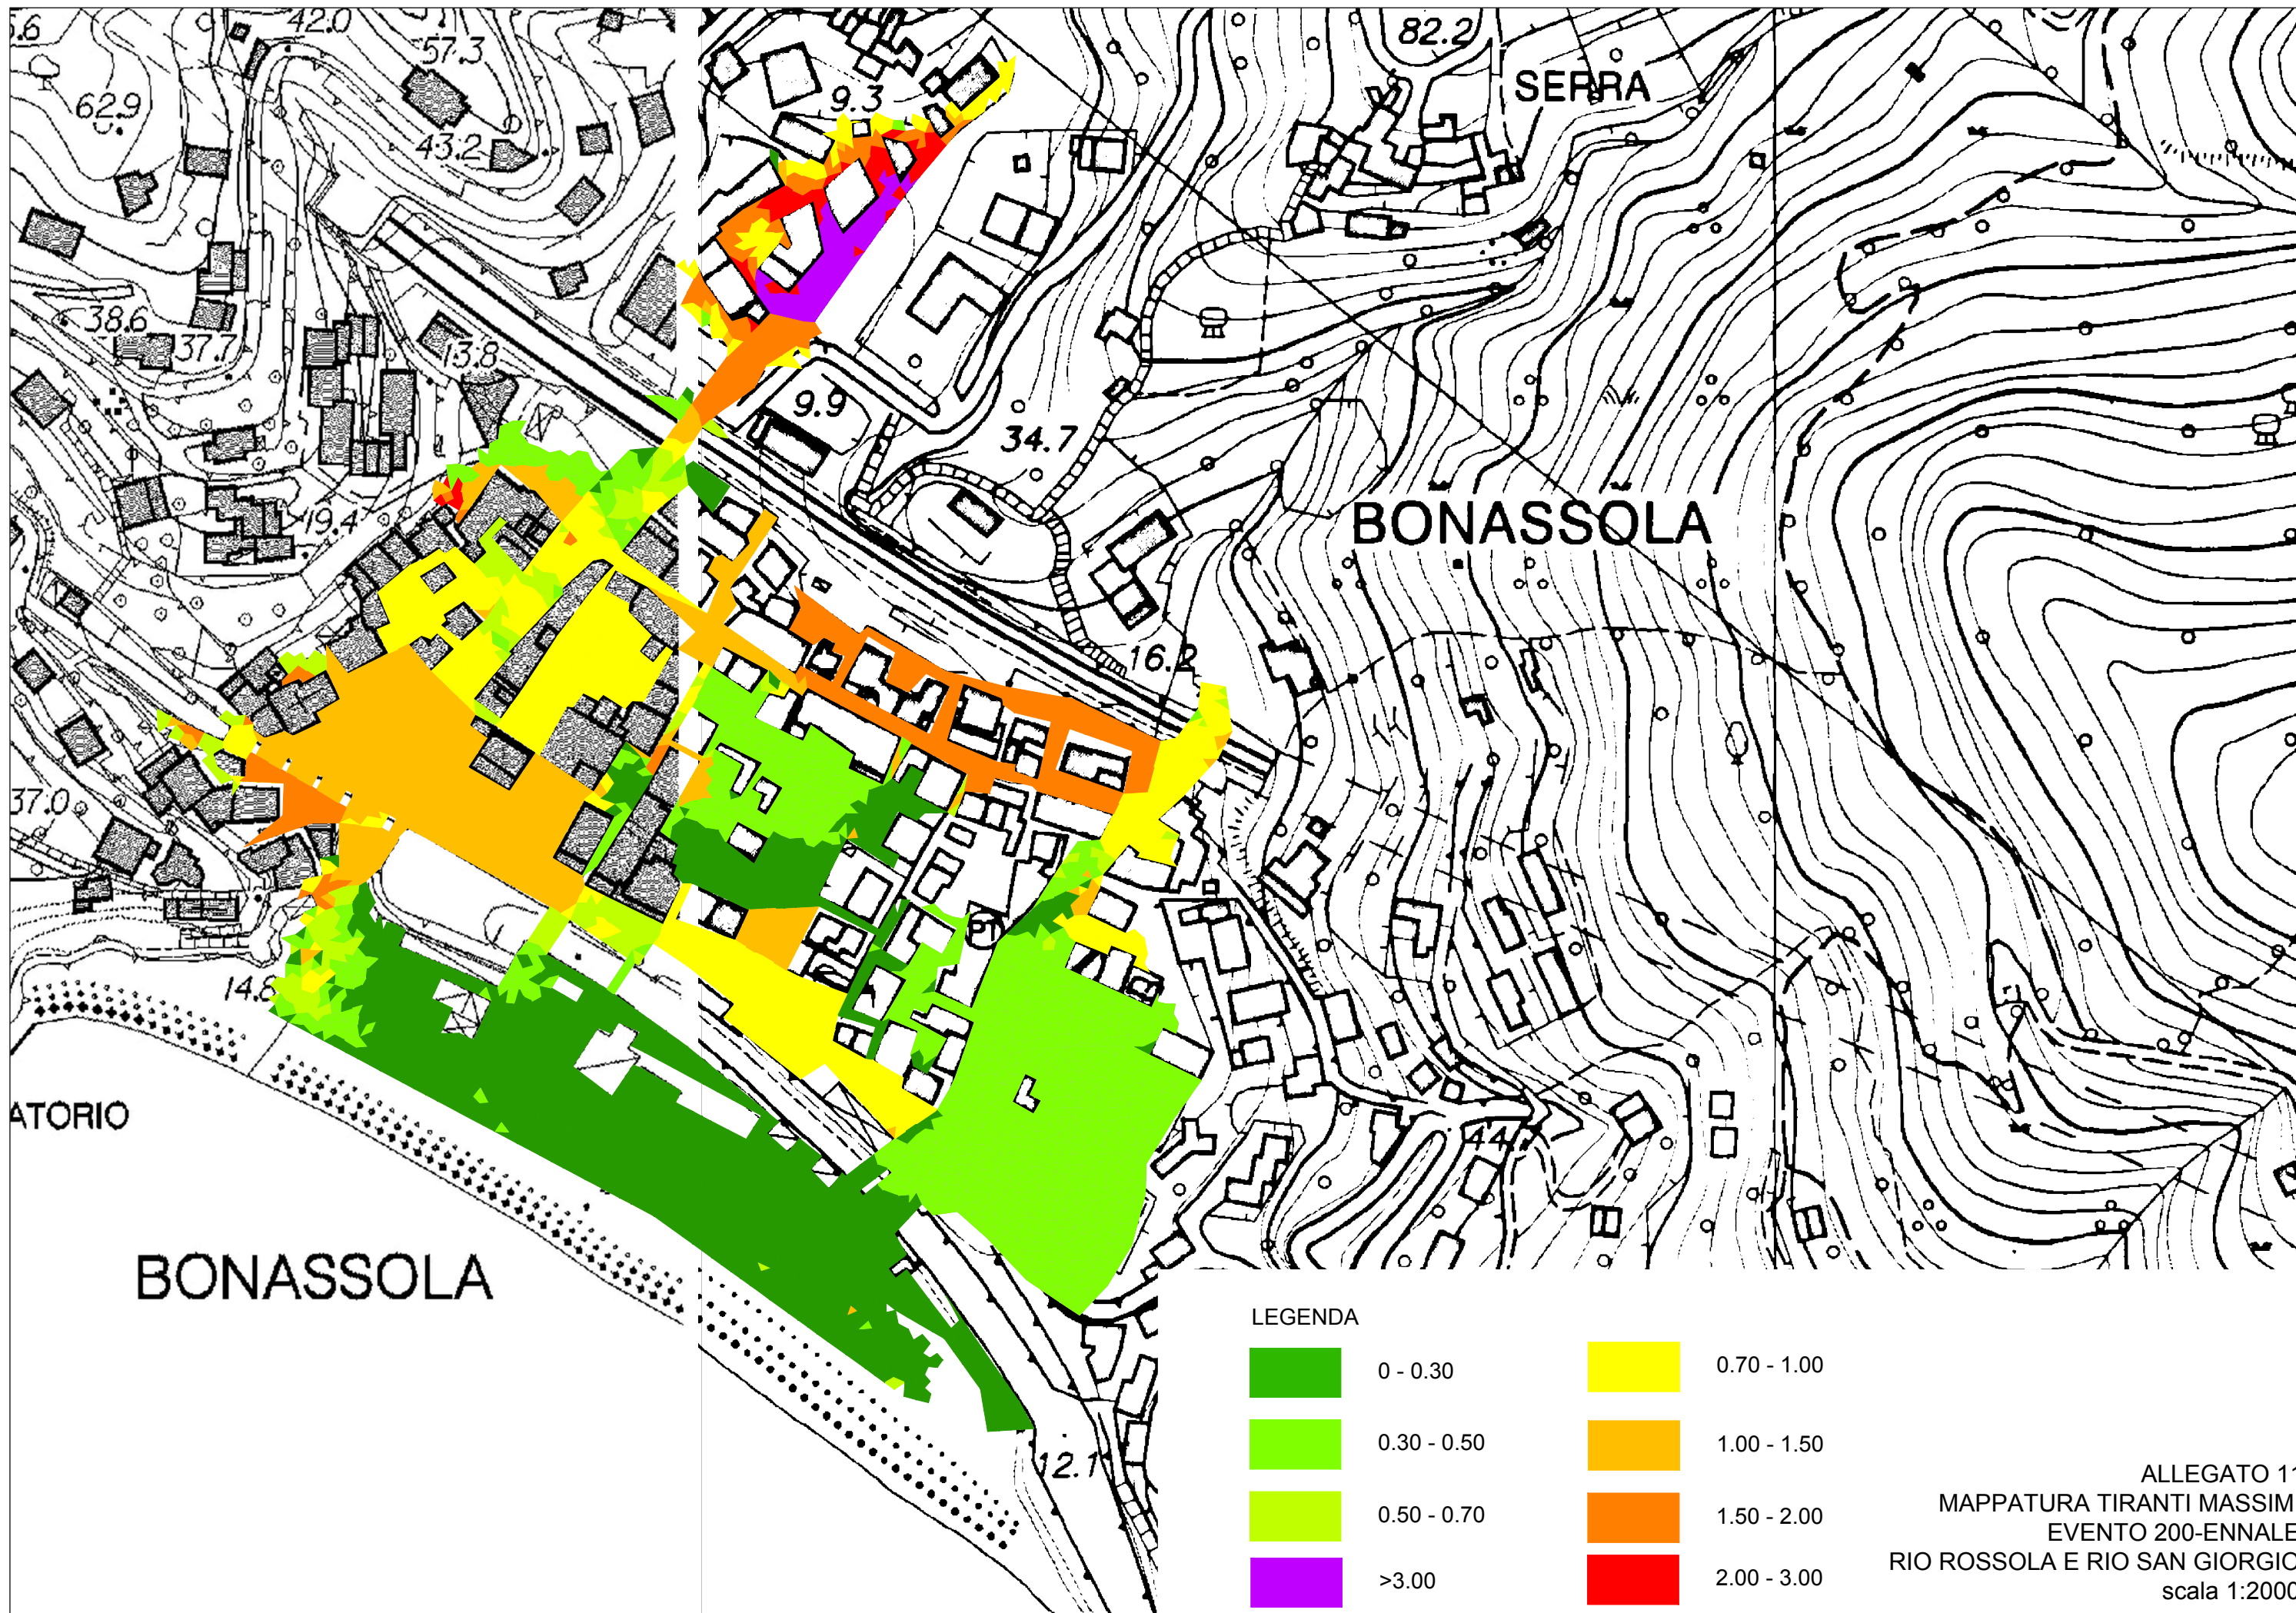 42.0
57.3
82.2
SERRA
62.9
9.3
43.2
38.6
37.7
13.8
9.9
34.7
19.4
BONASSOLA
16.2
37.0
PT
14.8
ATORIO
44
BONASSOLA
12.1
LEGENDA
0 - 0.30
0.70 - 1.00
0.30 - 0.50
1.00 - 1.50
0.50 - 0.70
1.50 - 2.00
>3.00
2.00 - 3.00
ALLEGATO 11
MAPPATURA TIRANTI MASSIM
EVENTO 200-ENNALE
RIO ROSSOLA E RIO SAN GIORGIO
scala 1:2000